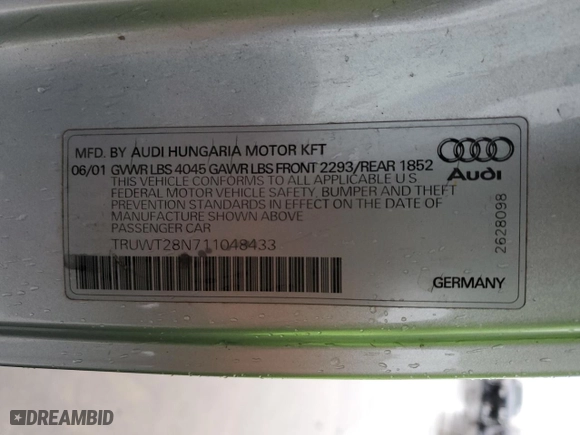 MFD. BY AUDI HUNGARIA MOTOR KFT
06/01 GVWR LBS 4045 GAWR LBS FRONT 2293/REAR 1852
THIS VEHICLE CONFORMS TO ALL APPLICABLE U S
FEDERAL MOTOR VEHICLE SAFETY, BUMPER AND THEFT
PREVENTION STANDARDS IN EFFECT ON THE DATE OF
MANUFACTURE SHOWN ABOVE
PASSENGER CAR
TRUWT28N711048433
Audi
2628098
GERMANY
DREAMBID